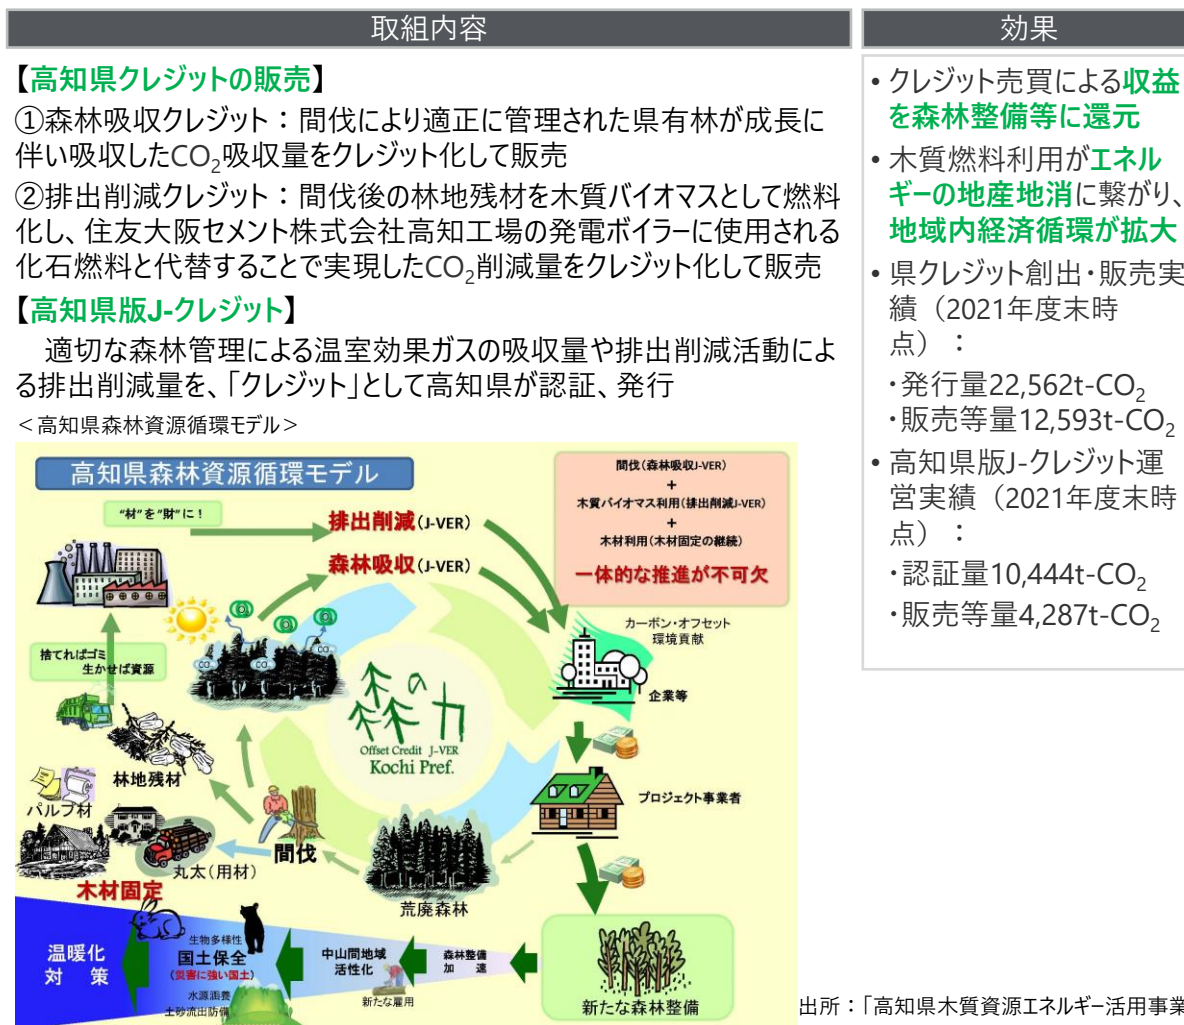 取組内容
【高知県クレジットの販売】
①森林吸収クレジット：間伐により適正に管理された県有林が成長に
伴い吸収したCO₂吸収量をクレジット化して販売
②排出削減クレジット：間伐後の林地残材を木質バイオマスとして燃料
化し、住友大阪セメント株式会社高知工場の発電ボイラーに使用される
化石燃料と代替することで実現したCO₂削減量をクレジット化して販売
【高知県版J-クレジット】
適切な森林管理による温室効果ガスの吸収量や排出削減活動によ
る排出削減量を、「クレジット」として高知県が認証、発行
＜高知県森林資源循環モデル＞
高知県森林資源循環モデル
"材"を"財"に！
排出削減(J-VER)
森林吸収(J-VER)
間伐(森林吸収J-VER)
+
木質バイオマス利用(排出削減J-VER)
+
木材利用(木材固定の継続)
一体的な推進が不可欠
カーボン・オフセット
環境貢献
企業等
捨てればゴミ
生かせば資源
CO₂
CO₂
CO₂
CO₂
森の力
Offset Credit J-VER
Kochi Pref.
プロジェクト事業者
林地残材
パルプ材
間伐
丸太(用材)
木材固定
荒廃森林
温暖化
対 策
生物多様性
国土保全
(災害に強い国土)
水源涵養
土砂流出防備
中山間地域
活性化
新たな雇用
森林整備
加 速
新たな森林整備
効果
• クレジット売買による収益
を森林整備等に還元
• 木質燃料利用がエネル
ギーの地産地消に繋がり、
地域内経済循環が拡大
• 県クレジット創出・販売実
績（2021年度末時
点）：
・発行量22,562t-CO₂
・販売等量12,593t-CO₂
• 高知県版J-クレジット運
営実績（2021年度末時
点）：
・認証量10,444t-CO₂
・販売等量4,287t-CO₂
出所：「高知県木質資源エネルギー活用事業